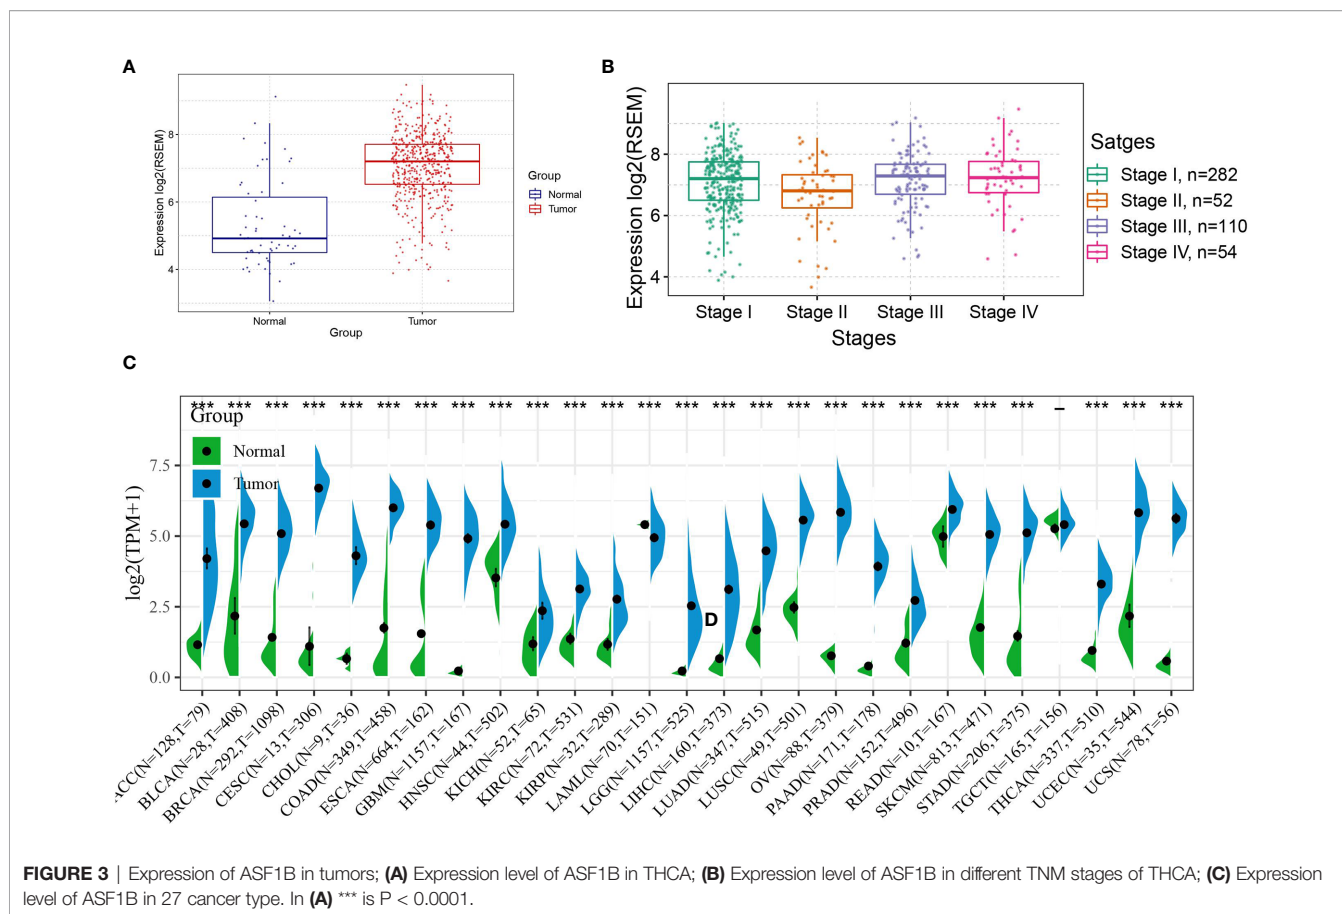 A
Expression log2(RSEM)
8
6
4
Normal
Tumor
Group
Group
Normal
Tumor
B
Expression log2(RSEM)
8
6
4
Stage I
Stage II
Stage III
Stage IV
Stages
Satges
Stage I, n=282
Stage II, n=52
Stage III, n=110
Stage IV, n=54
C
*** *** *** *** *** *** *** *** *** *** *** *** *** *** *** *** *** *** *** *** *** *** *** – *** *** ***
Group
Normal
Tumor
log2(TPM+1)
7.5
5.0
2.5
0.0
D
ACC(N=128,T=79)
BLCA(N=28,T=408)
BRCA(N=292,T=1098)
CESC(N=13,T=306)
CHOL(N=9,T=36)
COAD(N=349,T=458)
ESCA(N=664,T=162)
GBM(N=1157,T=167)
HNSC(N=44,T=502)
KICH(N=52,T=65)
KIRC(N=72,T=531)
KIRP(N=32,T=289)
LAML(N=70,T=151)
LGG(N=1157,T=525)
LIHC(N=160,T=373)
LUAD(N=347,T=515)
LUSC(N=49,T=501)
OV(N=88,T=379)
PAAD(N=171,T=178)
PRAD(N=152,T=496)
READ(N=10,T=167)
SKCM(N=813,T=471)
STAD(N=206,T=375)
TGCT(N=165,T=156)
THCA(N=337,T=510)
UCEC(N=35,T=544)
UCS(N=78,T=56)
FIGURE 3 | Expression of ASF1B in tumors; (A) Expression level of ASF1B in THCA; (B) Expression level of ASF1B in different TNM stages of THCA; (C) Expression
level of ASF1B in 27 cancer type. In (A) *** is P < 0.0001.